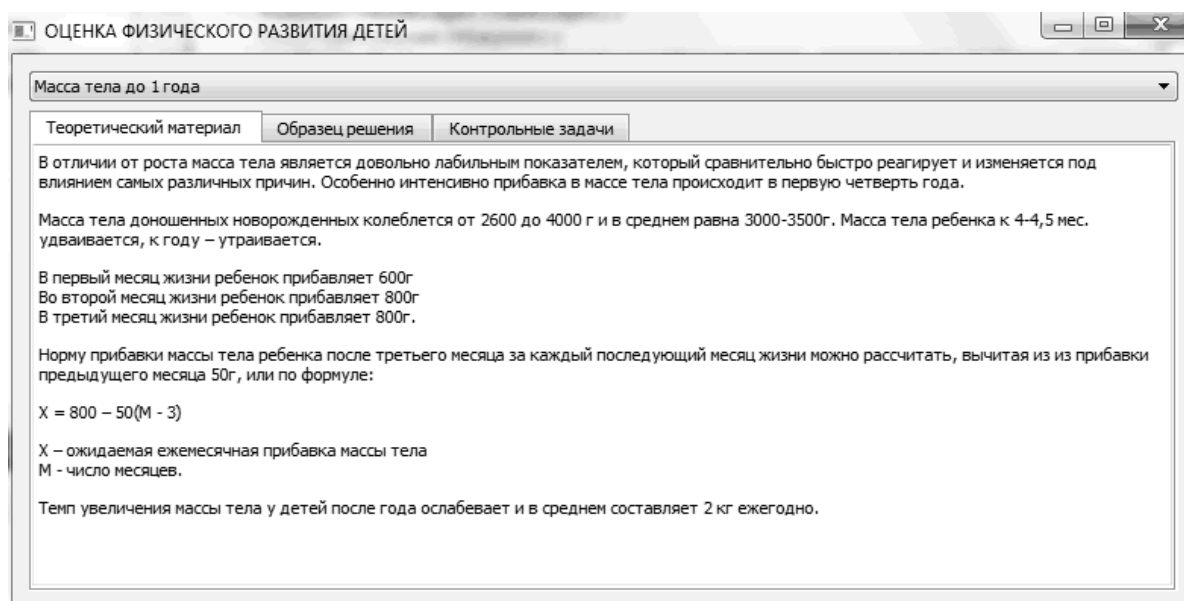 ОЦЕНКА ФИЗИЧЕСКОГО РАЗВИТИЯ ДЕТЕЙ
Масса тела до 1 года
Теоретический материал Образец решения Контрольные задачи
В отличии от роста масса тела является довольно лабильным показателем, который сравнительно быстро реагирует и изменяется под
влиянием самых различных причин. Особенно интенсивно прибавка в массе тела происходит в первую четверть года.
Масса тела доношенных новорожденных колеблется от 2600 до 4000 г и в среднем равна 3000-3500г. Масса тела ребенка к 4-4,5 мес.
удваивается, к году – утраивается.
В первый месяц жизни ребенок прибавляет 600г
Во второй месяц жизни ребенок прибавляет 800г
В третий месяц жизни ребенок прибавляет 800г.
Норму прибавки массы тела ребенка после третьего месяца за каждый последующий месяц жизни можно рассчитать, вычитая из из прибавки
предыдущего месяца 50г, или по формуле:
X = 800 – 50(М - 3)
X – ожидаемая ежемесячная прибавка массы тела
М - число месяцев.
Темп увеличения массы тела у детей после года ослабевает и в среднем составляет 2 кг ежегодно.